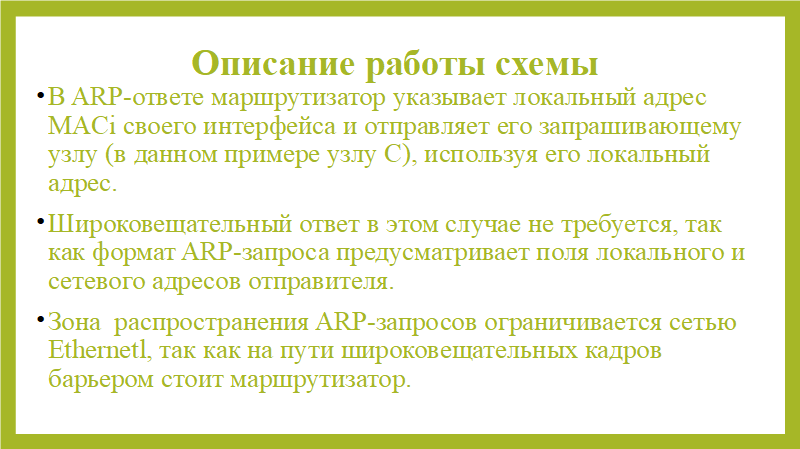 Описание работы схемы
•В ARP-ответе маршрутизатор указывает локальный адрес
MACi своего интерфейса и отправляет его запрашивающему
узлу (в данном примере узлу С), используя его локальный
адрес.
•Широковещательный ответ в этом случае не требуется, так
как формат ARP-запроса предусматривает поля локального и
сетевого адресов отправителя.
•Зона  распространения ARP-запросов ограничивается сетью
Ethernetl, так как на пути широковещательных кадров
барьером стоит маршрутизатор.